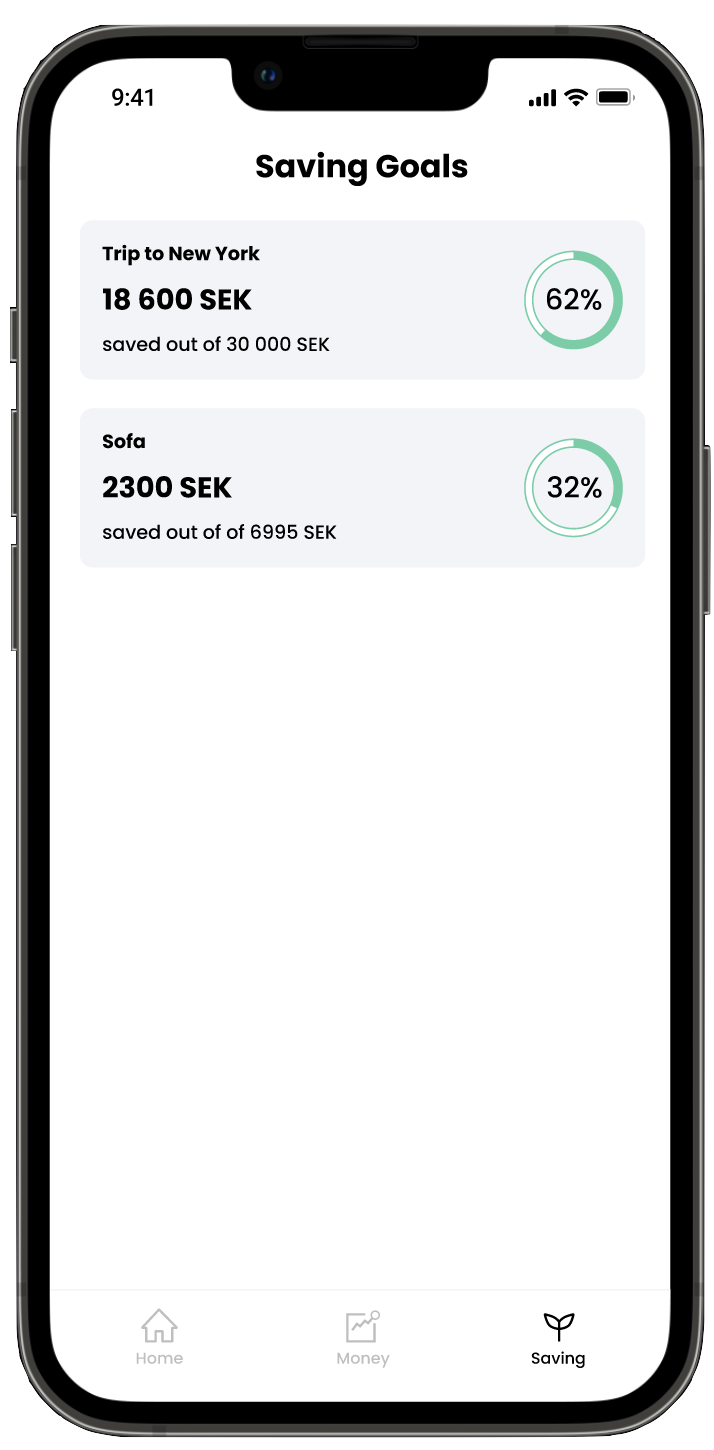 9:41
Saving Goals
Trip to New York
18 600 SEK
saved out of 30 000 SEK
62%
Sofa
2300 SEK
saved out of of 6995 SEK
32%
Home
Money
Saving